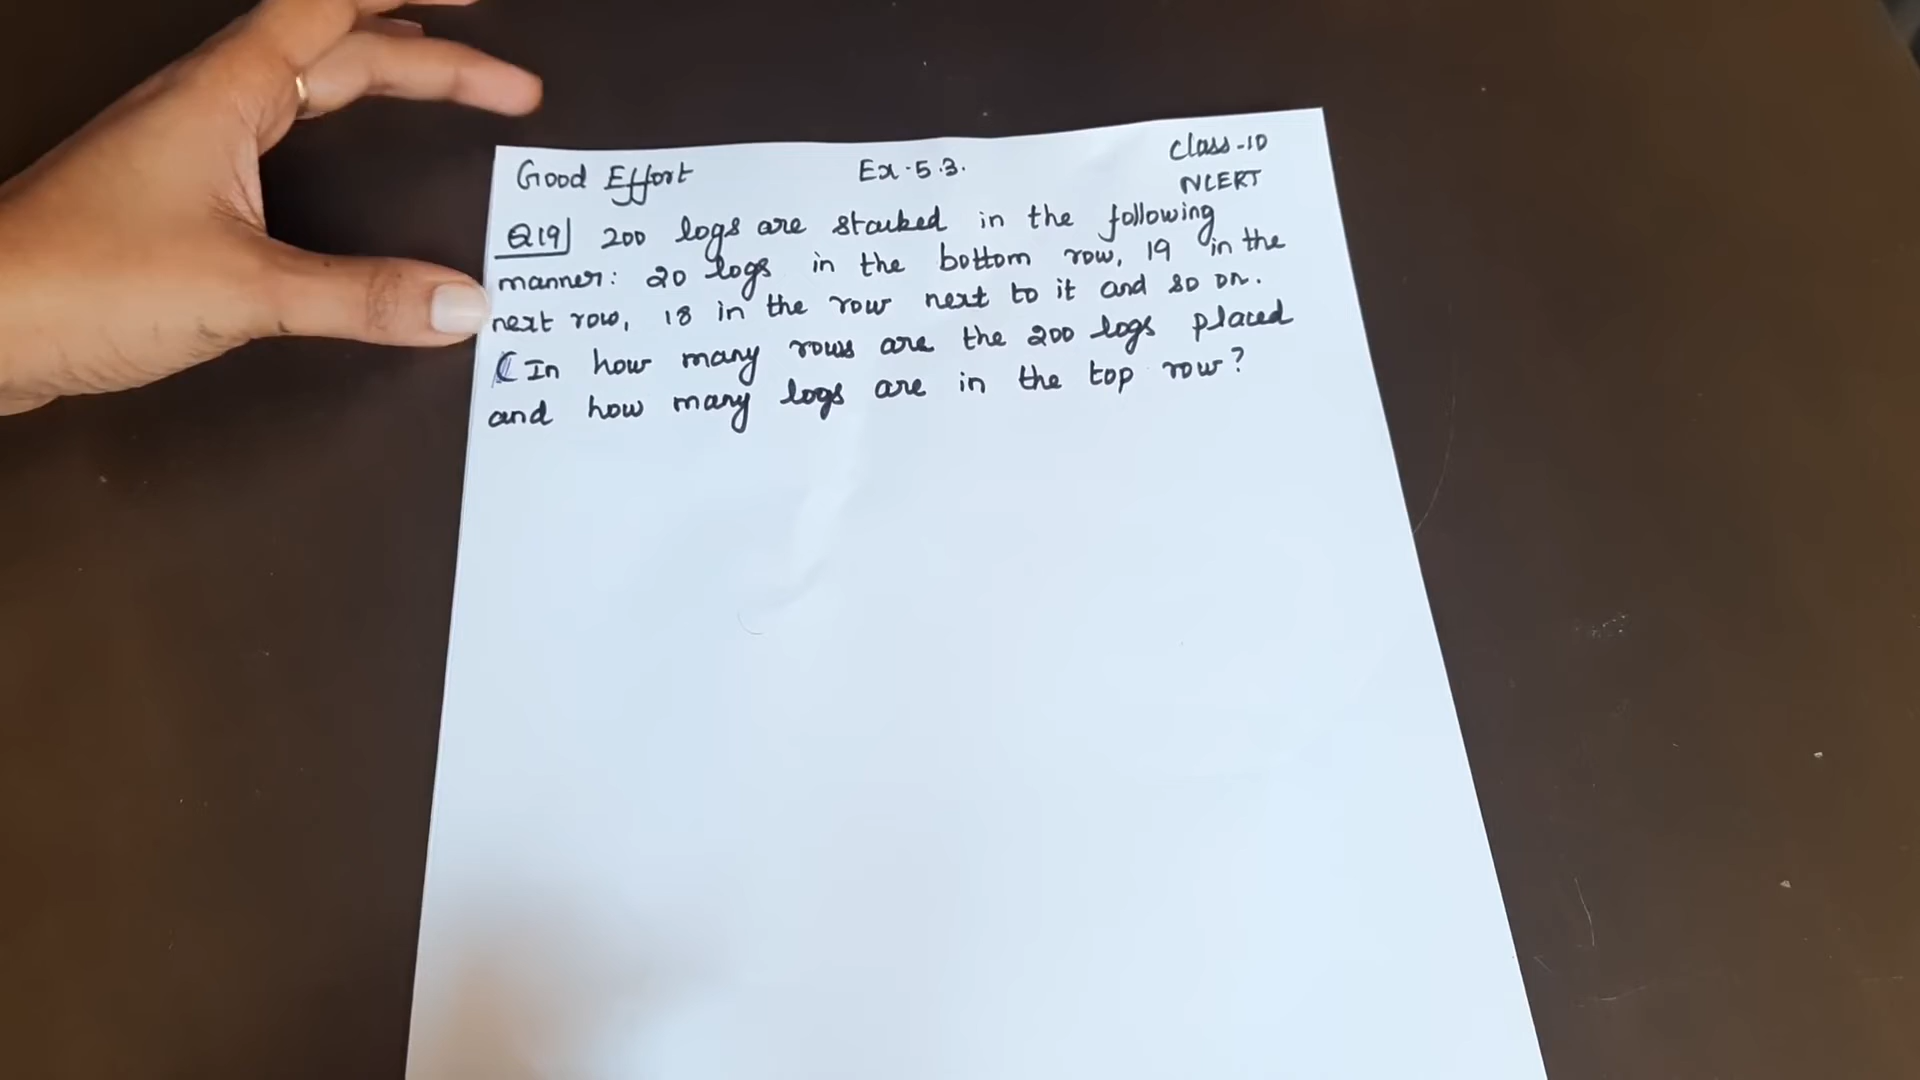 Good Effort Ex.5.3. Class-10
NCERT
Q19] 200 logs are stacked in the following
manner: 20 logs in the bottom row, 19 in the
next row, 18 in the row next to it and so on.
(In how many rows are the 200 logs placed
and how many logs are in the top row?